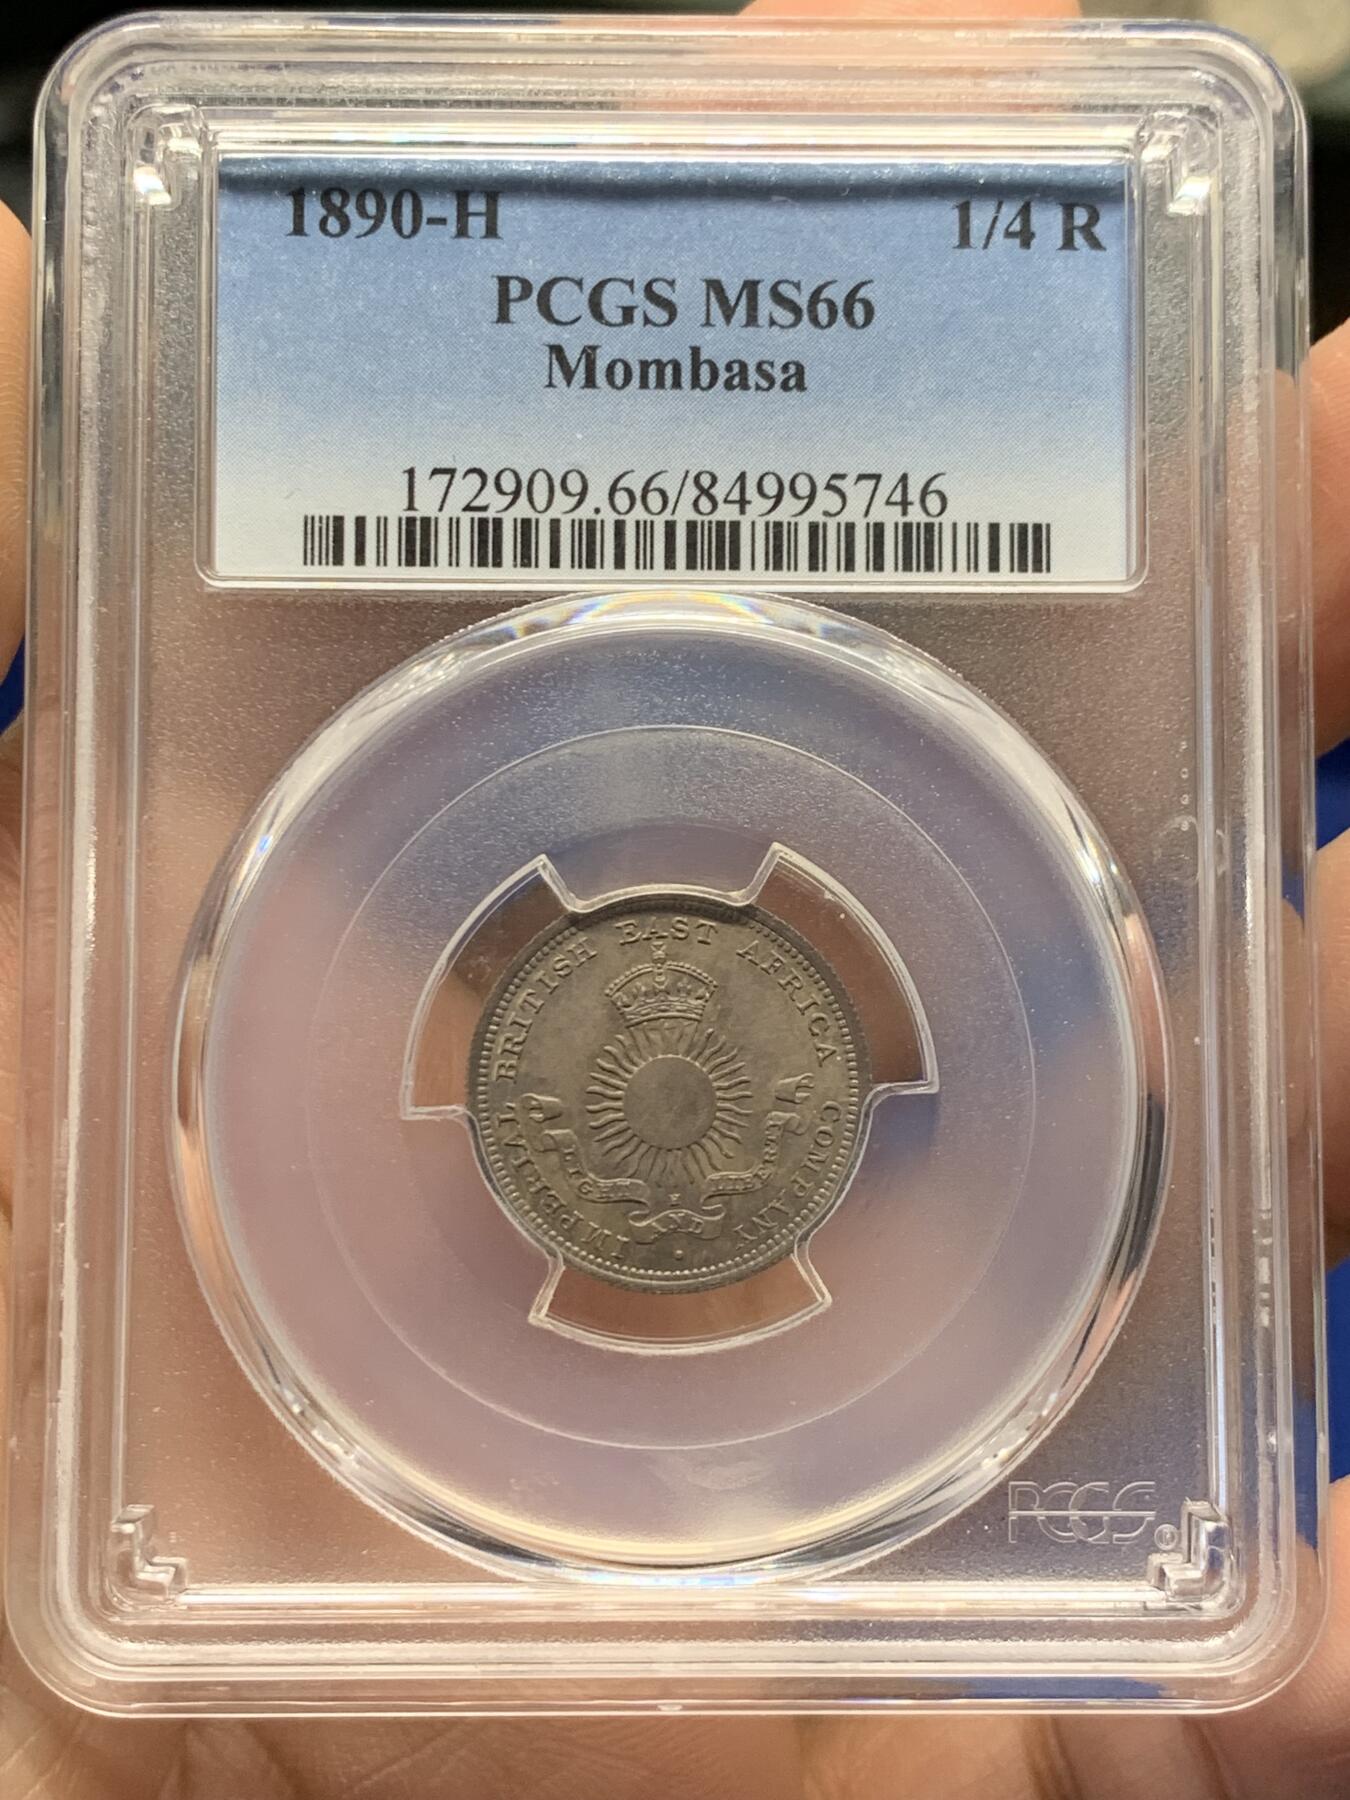 1890-H 1/4 R
PCGS MS66
Mombasa
172909.66/84995746
IMPERIAL BRITISH EAST AFRICA COMPANY
LIGHT AND LIBERTY
H
PCGS